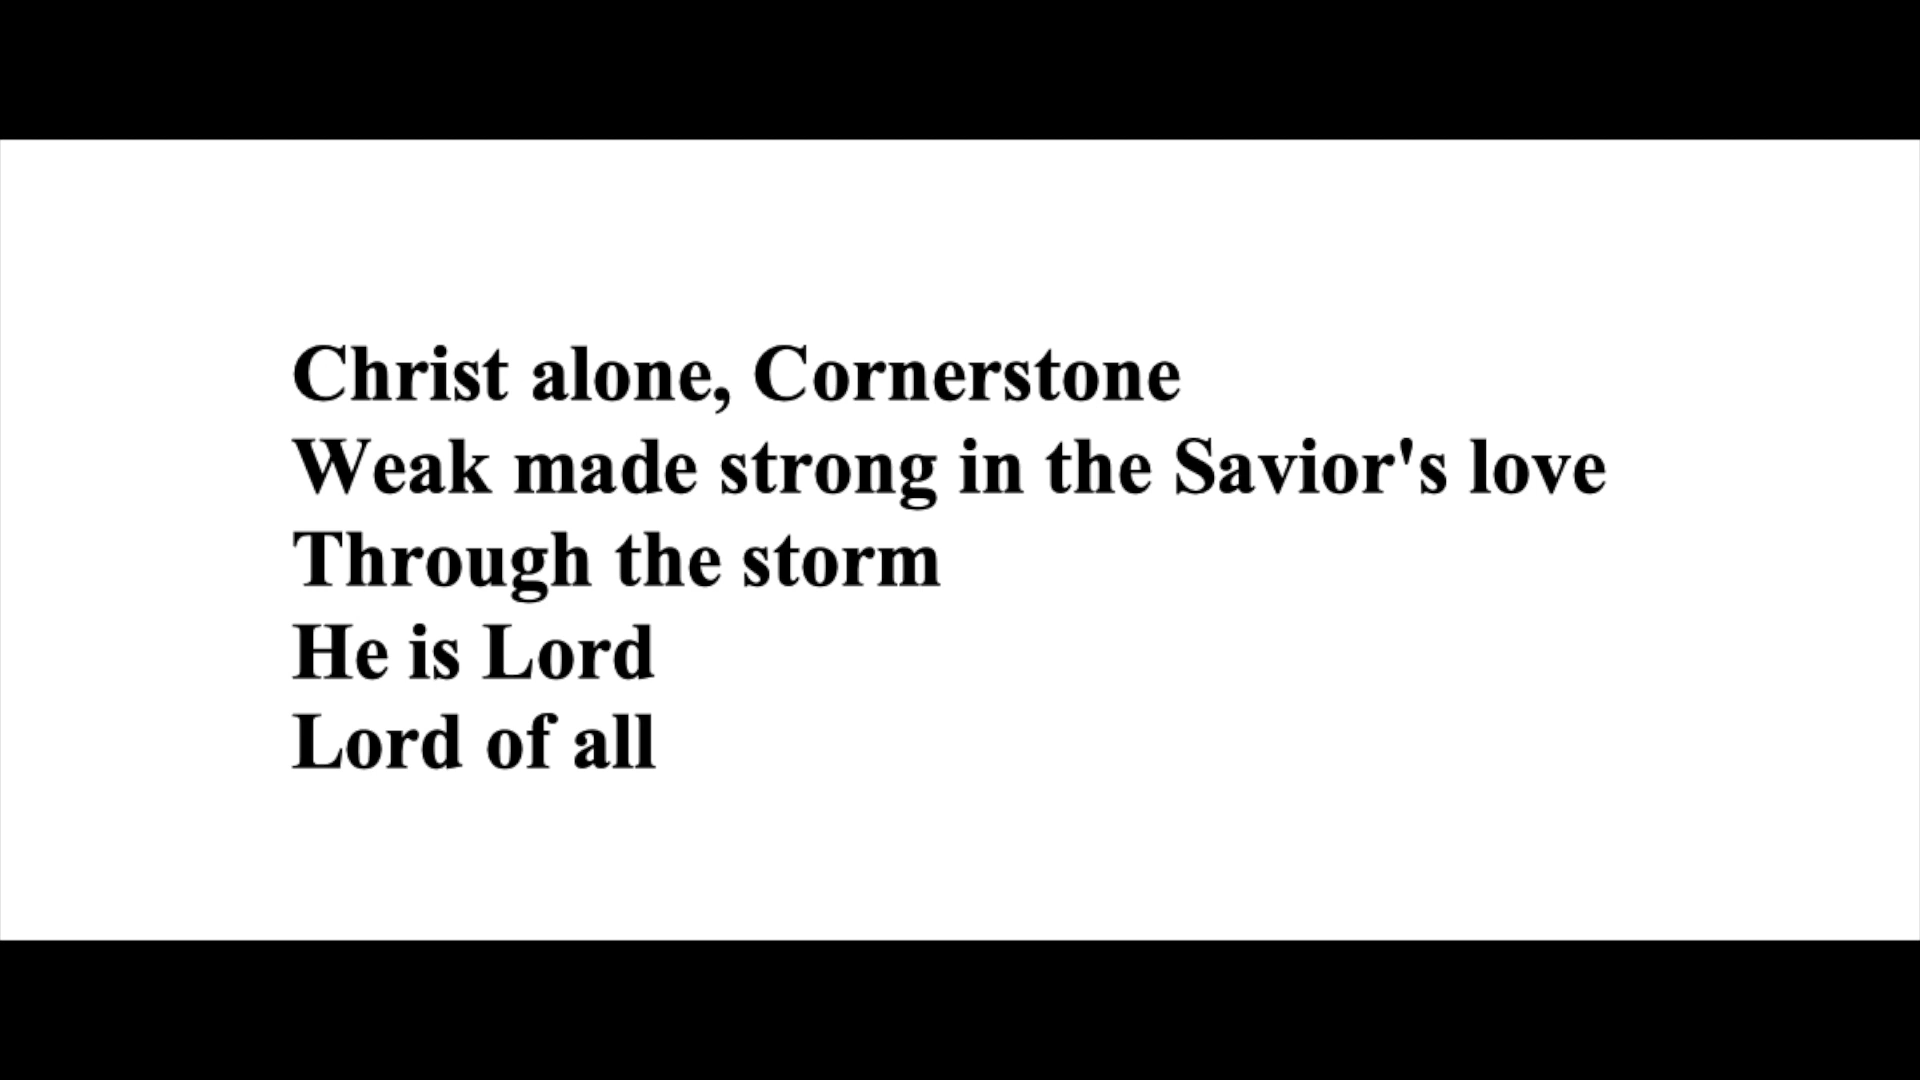 Christ alone, Cornerstone
Weak made strong in the Savior's love
Through the storm
He is Lord
Lord of all